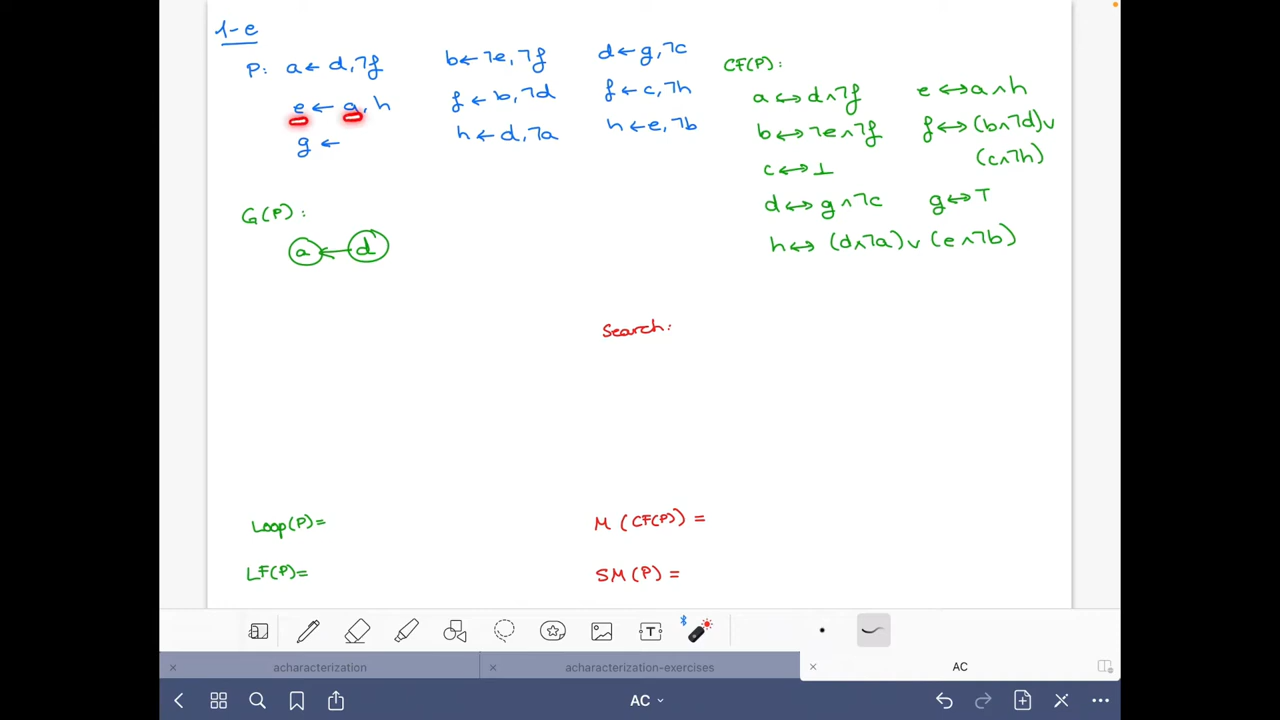 1-e
P: a ← d, ¬f b ← ¬e, ¬f d ← g, ¬c
e ← a, h f ← b, ¬d f ← c, ¬h
g ← h ← d, ¬a h ← e, ¬b
CF(P):
a ↔ d ∧ ¬f e ↔ a ∧ h
b ↔ ¬e ∧ ¬f f ↔ (b ∧ ¬d) ∨
c ↔ ⊥ (c ∧ ¬h)
d ↔ g ∧ ¬c g ↔ ⊤
h ↔ (d ∧ ¬a) ∨ (e ∧ ¬b)
G(P):
a ← d
Search:
Loop(P)=
M (CF(P)) =
LF(P)=
SM (P) =
T
acharacterization
acharacterization-exercises
AC
AC